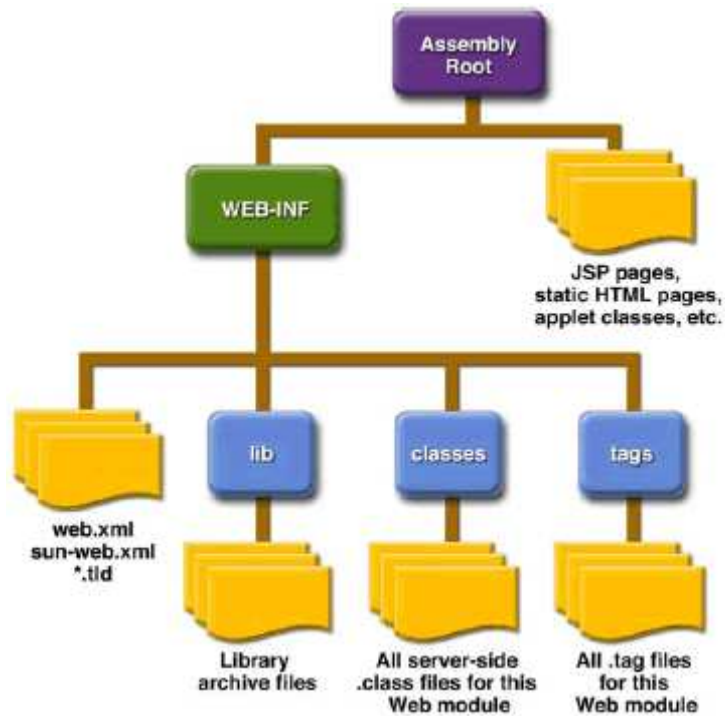 Assembly
Root
WEB-INF
JSP pages,
static HTML pages,
applet classes, etc.
lib
classes
tags
web.xml
sun-web.xml
*.tld
Library
archive files
All server-side
.class files for this
Web module
All .tag files
for this
Web module